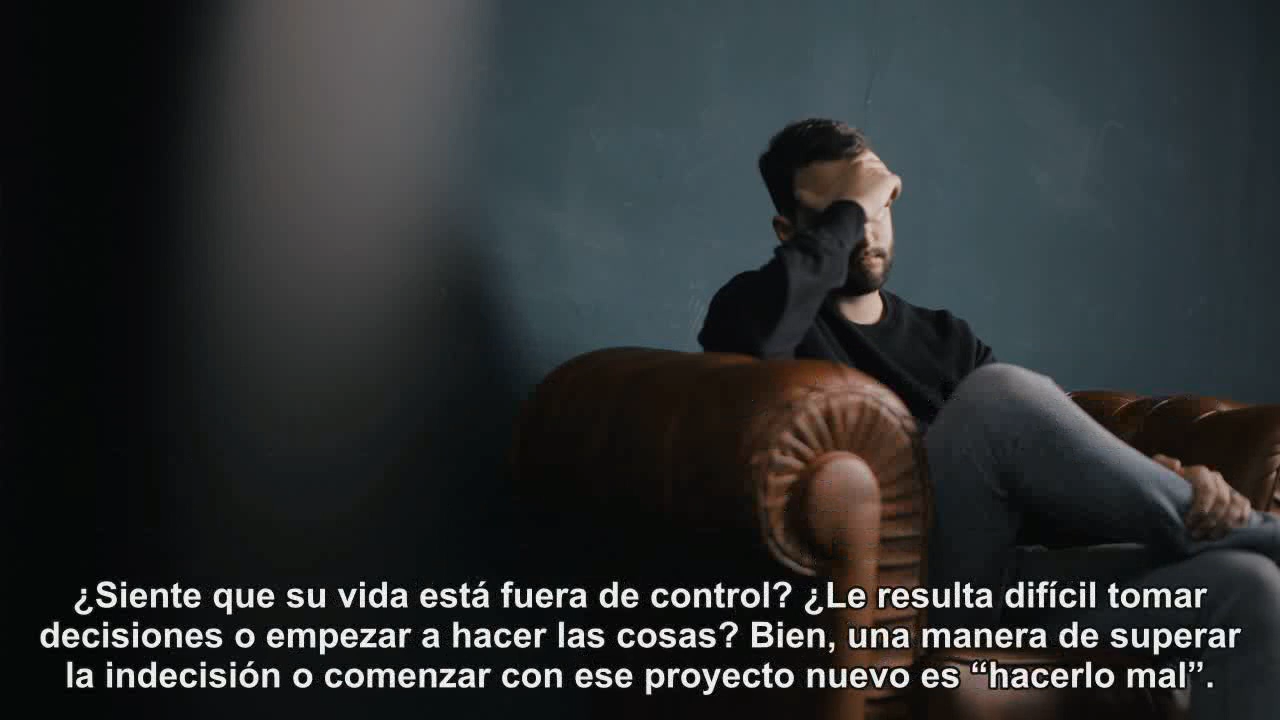 ¿Siente que su vida está fuera de control? ¿Le resulta difícil tomar
decisiones o empezar a hacer las cosas? Bien, una manera de superar
la indecisión o comenzar con ese proyecto nuevo es “hacerlo mal”.